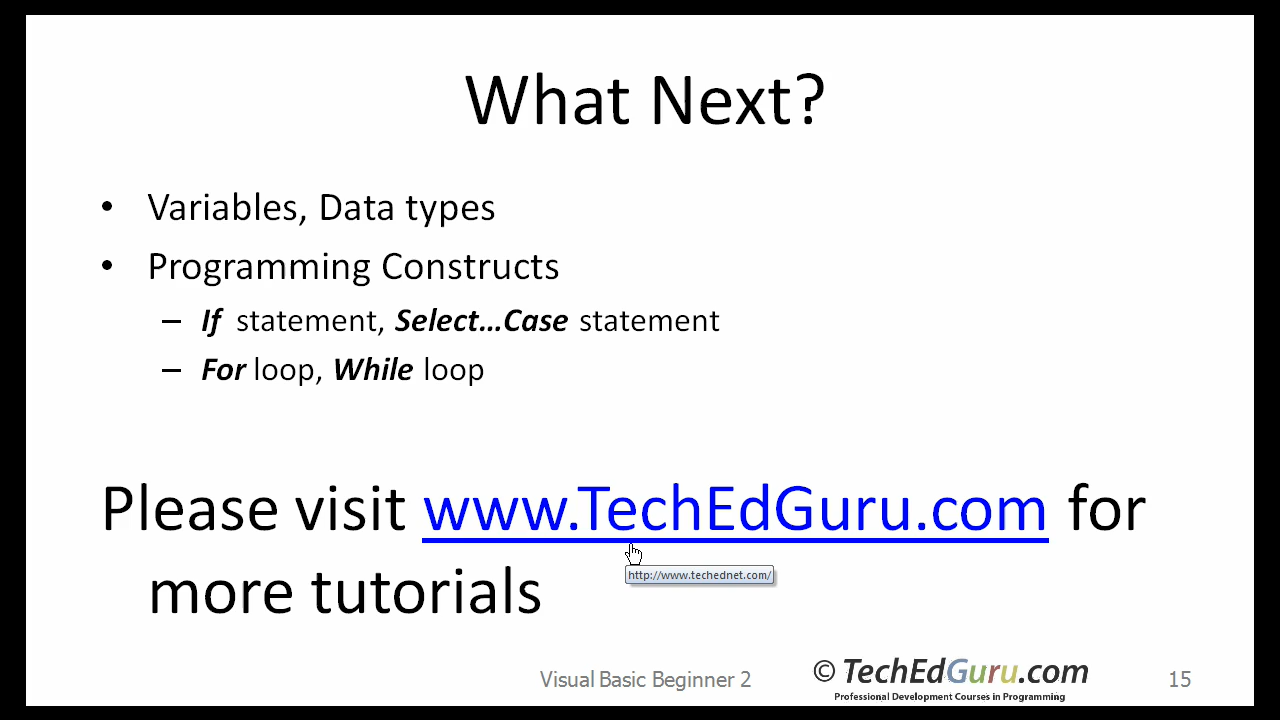 What Next?
• Variables, Data types
• Programming Constructs
– If statement, Select...Case statement
– For loop, While loop
Please visit www.TechEdGuru.com for
more tutorials
http://www.technednet.com/
Visual Basic Beginner 2
© TechEdGuru.com
Professional Development Courses in Programming
15